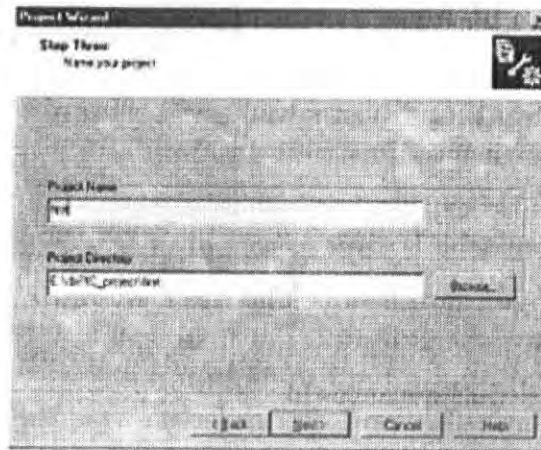 Project Wizard
Step Three:
Name your project
Project Name
Project Directory
Browse...
< Back
Next >
Cancel
Help